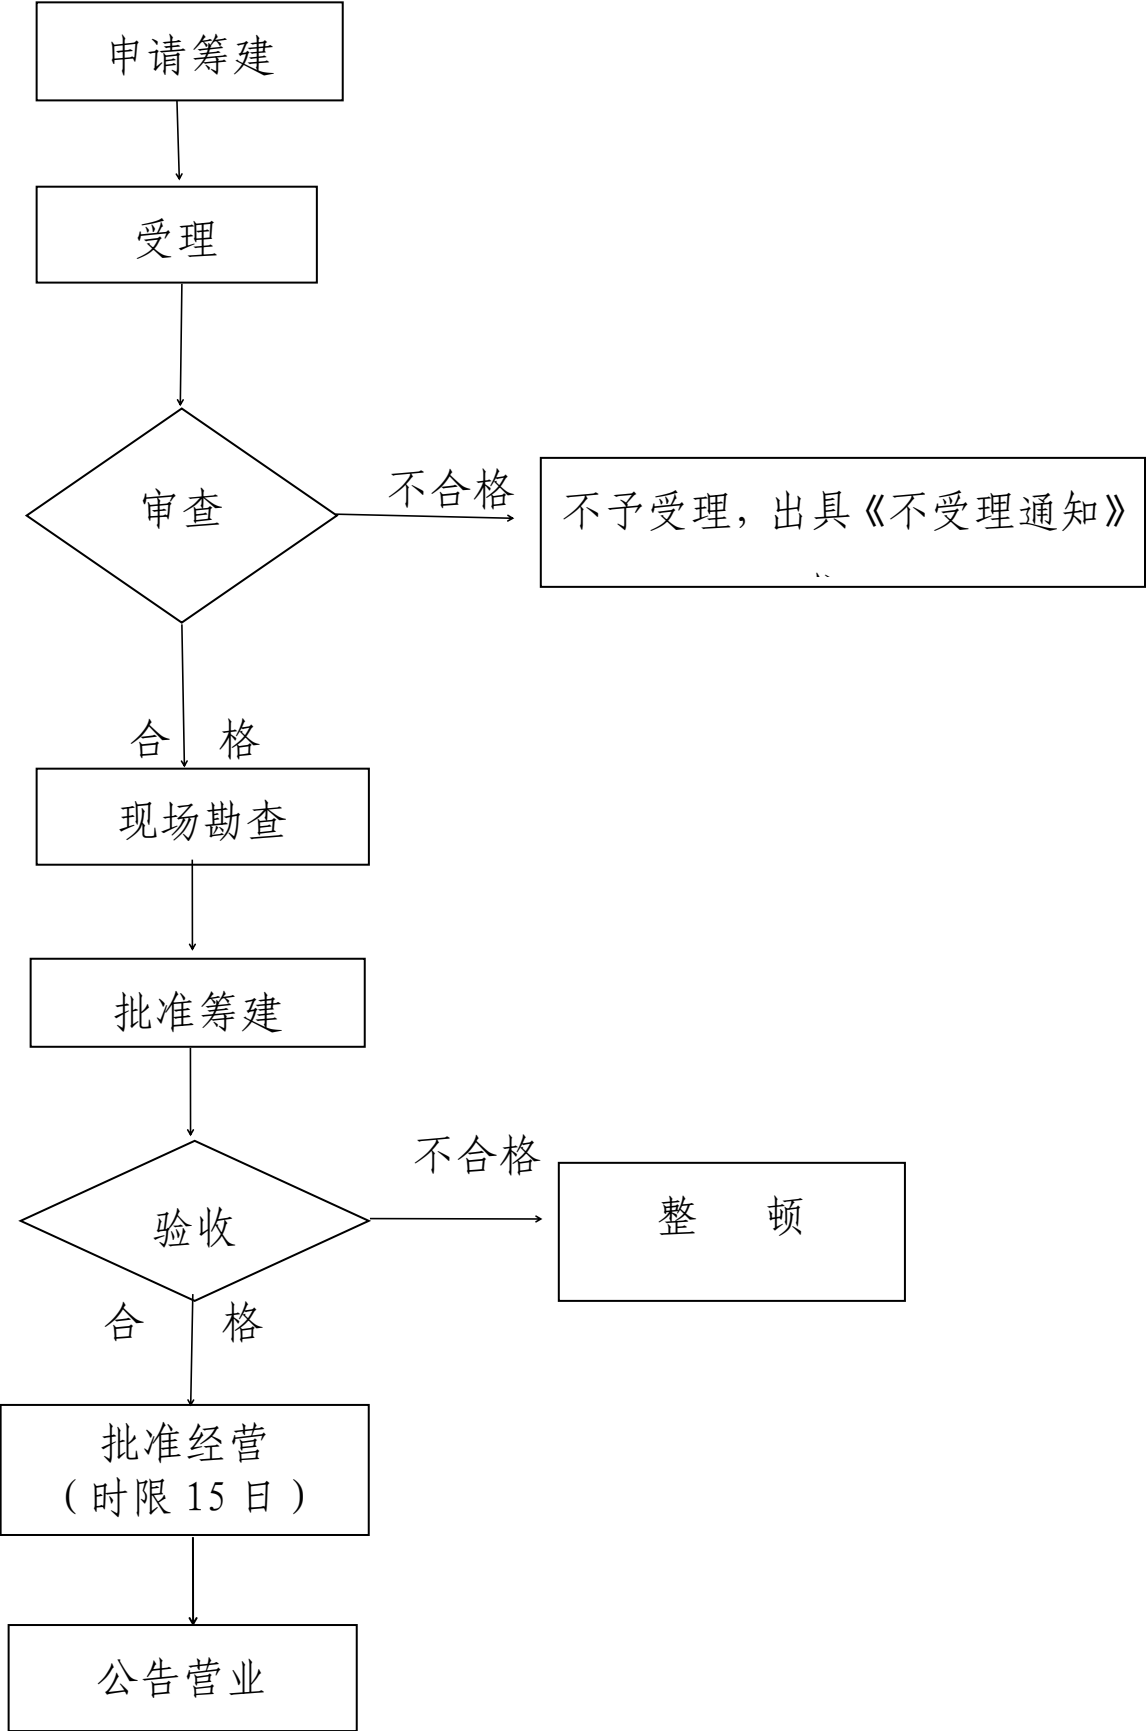 申请筹建
受理
审查
不合格
不予受理，出具《不受理通知》
合 格
现场勘查
批准筹建
验收
不合格
整 顿
合 格
批准经营
（时限 15 日）
公告营业